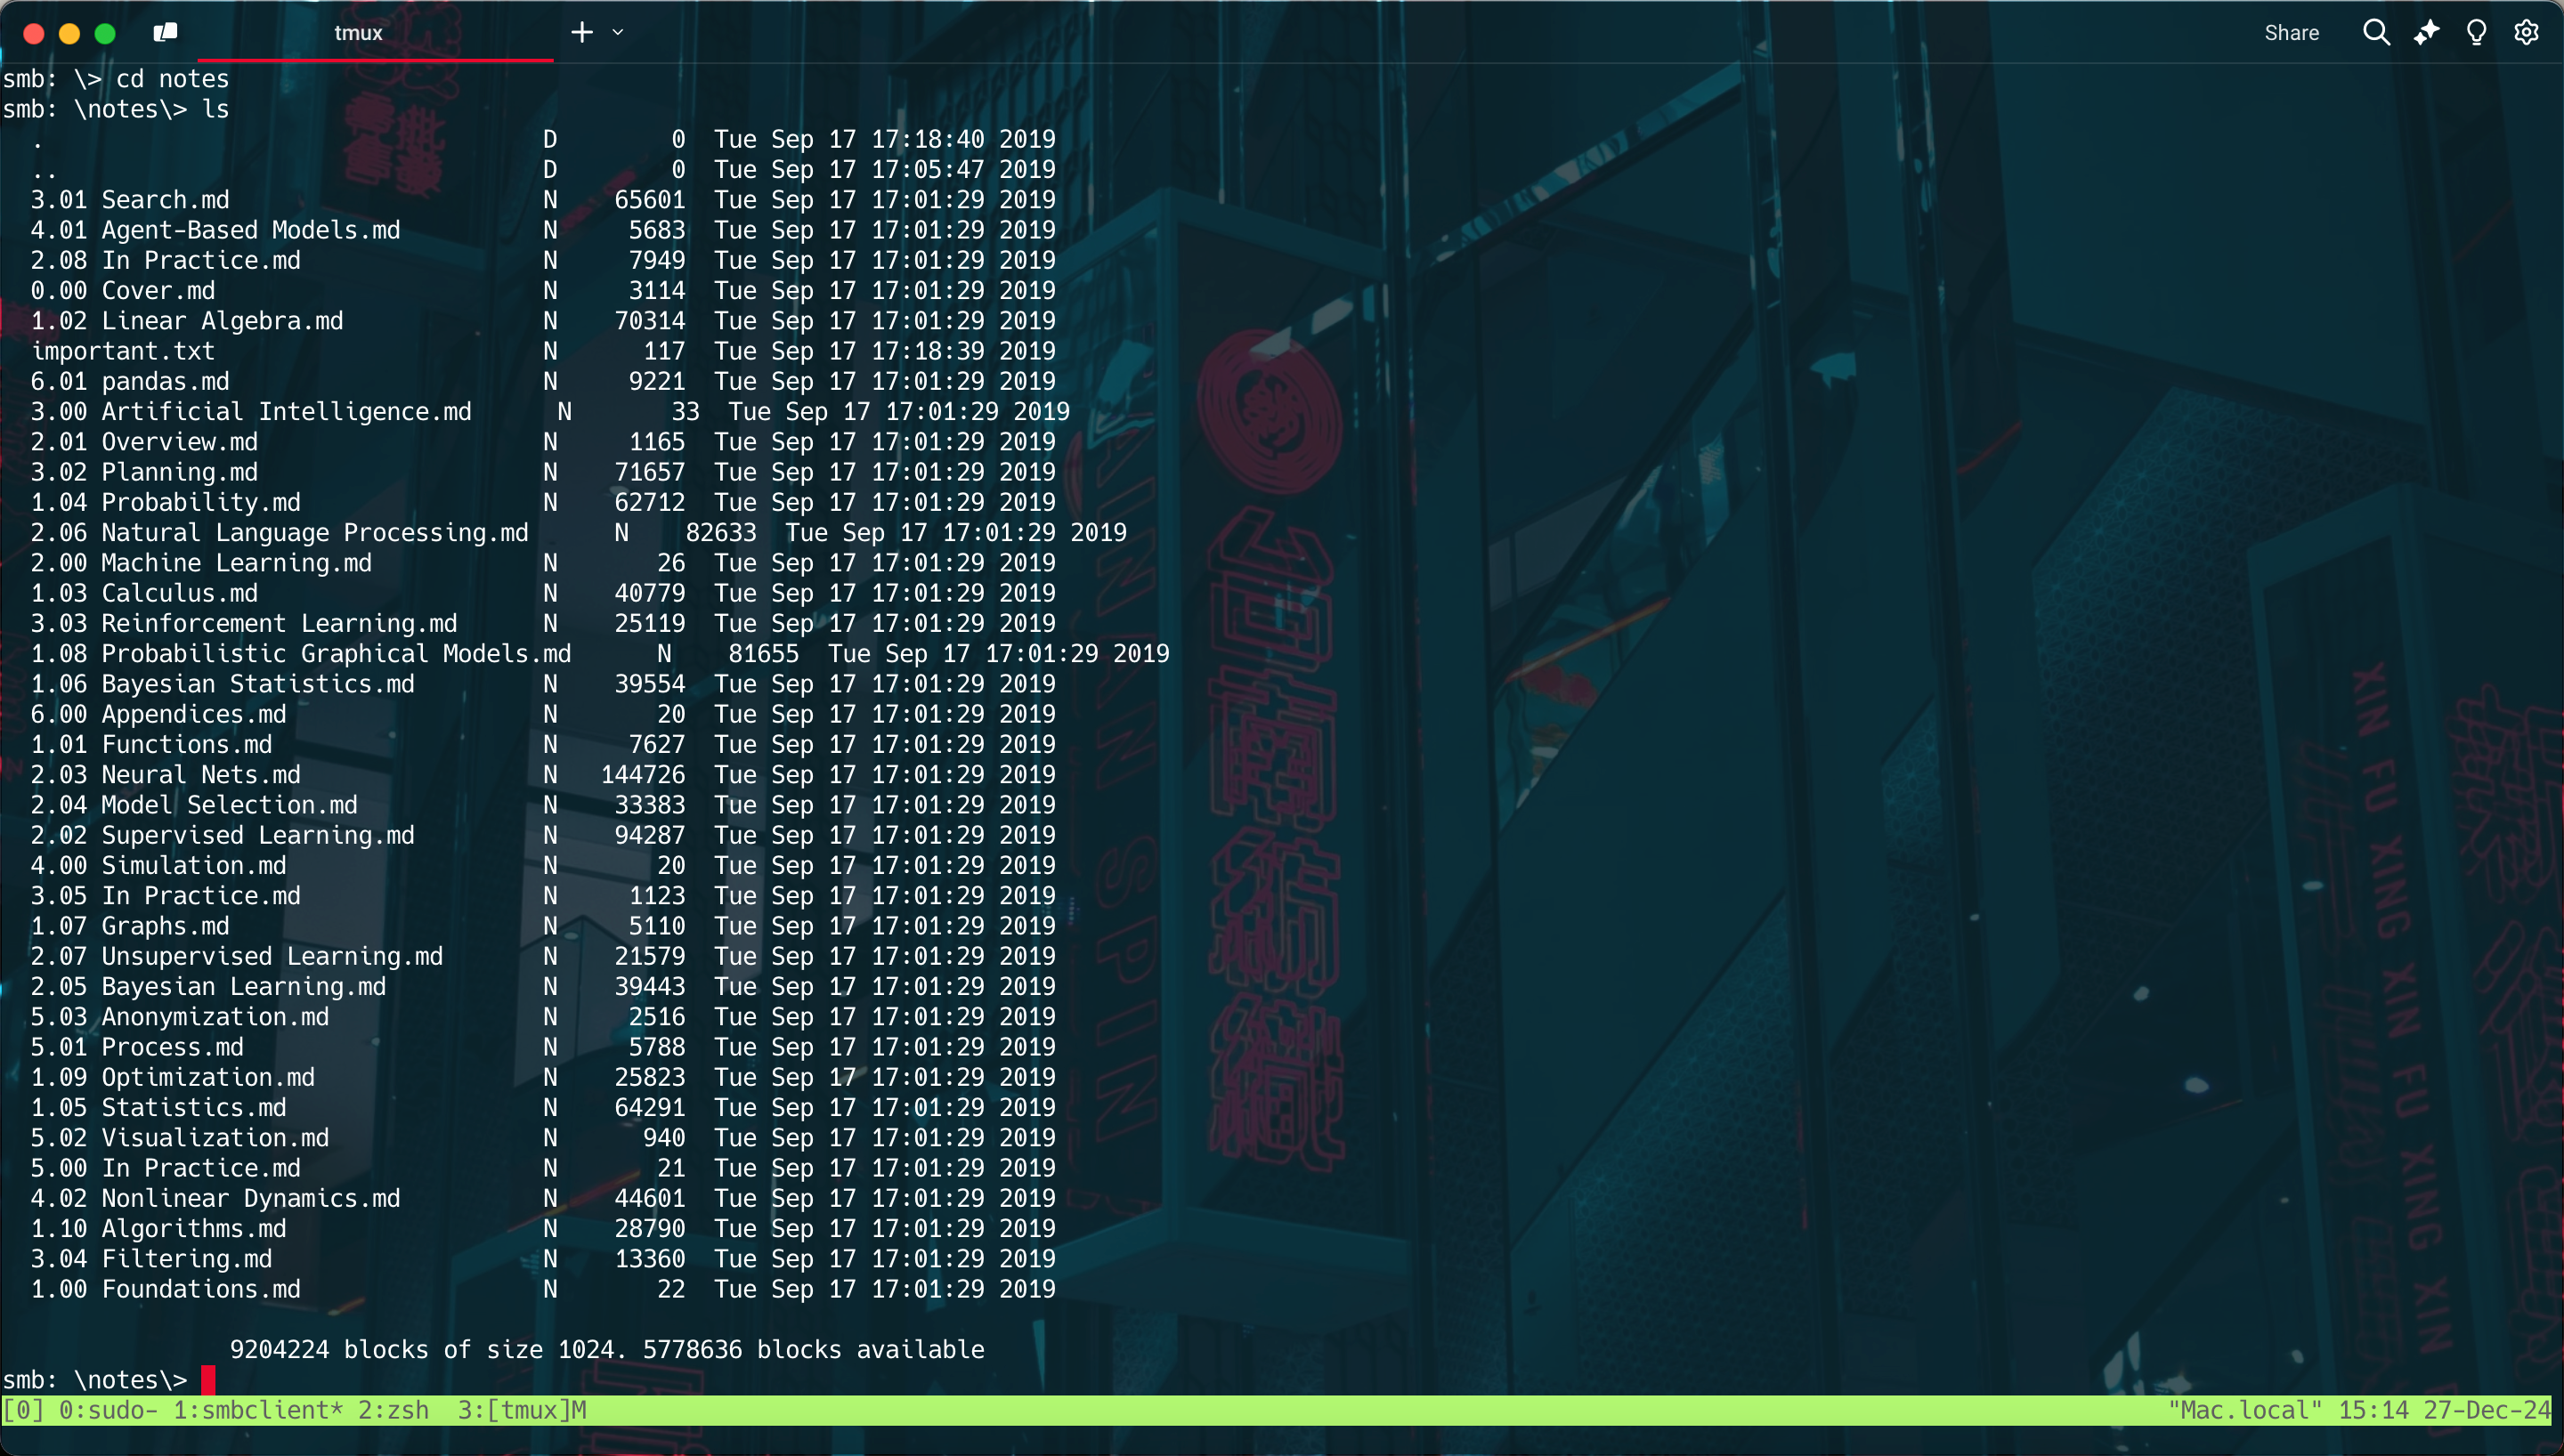 tmux
Share
smb: \> cd notes
smb: \notes\> ls
  .                                   D        0  Tue Sep 17 17:18:40 2019
  ..                                  D        0  Tue Sep 17 17:05:47 2019
  3.01 Search.md                      N    65601  Tue Sep 17 17:01:29 2019
  4.01 Agent-Based Models.md          N     5683  Tue Sep 17 17:01:29 2019
  2.08 In Practice.md                 N     7949  Tue Sep 17 17:01:29 2019
  0.00 Cover.md                       N     3114  Tue Sep 17 17:01:29 2019
  1.02 Linear Algebra.md              N    70314  Tue Sep 17 17:01:29 2019
  important.txt                       N      117  Tue Sep 17 17:18:39 2019
  6.01 pandas.md                      N     9221  Tue Sep 17 17:01:29 2019
  3.00 Artificial Intelligence.md      N       33  Tue Sep 17 17:01:29 2019
  2.01 Overview.md                    N     1165  Tue Sep 17 17:01:29 2019
  3.02 Planning.md                    N    71657  Tue Sep 17 17:01:29 2019
  1.04 Probability.md                 N    62712  Tue Sep 17 17:01:29 2019
  2.06 Natural Language Processing.md      N    82633  Tue Sep 17 17:01:29 2019
  2.00 Machine Learning.md            N       26  Tue Sep 17 17:01:29 2019
  1.03 Calculus.md                    N    40779  Tue Sep 17 17:01:29 2019
  3.03 Reinforcement Learning.md      N    25119  Tue Sep 17 17:01:29 2019
  1.08 Probabilistic Graphical Models.md      N    81655  Tue Sep 17 17:01:29 2019
  1.06 Bayesian Statistics.md         N    39554  Tue Sep 17 17:01:29 2019
  6.00 Appendices.md                  N       20  Tue Sep 17 17:01:29 2019
  1.01 Functions.md                   N     7627  Tue Sep 17 17:01:29 2019
  2.03 Neural Nets.md                 N   144726  Tue Sep 17 17:01:29 2019
  2.04 Model Selection.md             N    33383  Tue Sep 17 17:01:29 2019
  2.02 Supervised Learning.md         N    94287  Tue Sep 17 17:01:29 2019
  4.00 Simulation.md                  N       20  Tue Sep 17 17:01:29 2019
  3.05 In Practice.md                 N     1123  Tue Sep 17 17:01:29 2019
  1.07 Graphs.md                      N     5110  Tue Sep 17 17:01:29 2019
  2.07 Unsupervised Learning.md       N    21579  Tue Sep 17 17:01:29 2019
  2.05 Bayesian Learning.md           N    39443  Tue Sep 17 17:01:29 2019
  5.03 Anonymization.md               N     2516  Tue Sep 17 17:01:29 2019
  5.01 Process.md                     N     5788  Tue Sep 17 17:01:29 2019
  1.09 Optimization.md                N    25823  Tue Sep 17 17:01:29 2019
  1.05 Statistics.md                  N    64291  Tue Sep 17 17:01:29 2019
  5.02 Visualization.md               N      940  Tue Sep 17 17:01:29 2019
  5.00 In Practice.md                 N       21  Tue Sep 17 17:01:29 2019
  4.02 Nonlinear Dynamics.md          N    44601  Tue Sep 17 17:01:29 2019
  1.10 Algorithms.md                  N    28790  Tue Sep 17 17:01:29 2019
  3.04 Filtering.md                   N    13360  Tue Sep 17 17:01:29 2019
  1.00 Foundations.md                 N       22  Tue Sep 17 17:01:29 2019
9204224 blocks of size 1024. 5778636 blocks available
smb: \notes\>
[0] 0:sudo- 1:smbclient* 2:zsh  3:[tmux]M
"Mac.local" 15:14 27-Dec-24
零批
售發
XIN FU XING XIN FU XING XIN FU